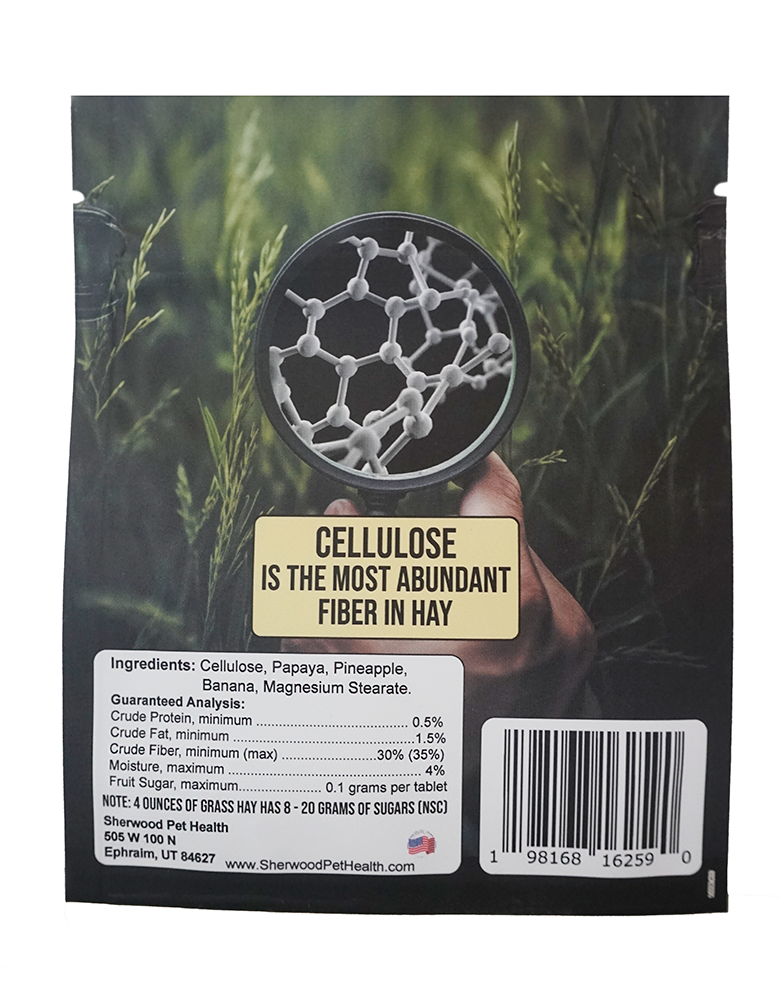 CELLULOSE
IS THE MOST ABUNDANT
FIBER IN HAY
Ingredients: Cellulose, Papaya, Pineapple,
Banana, Magnesium Stearate.
Guaranteed Analysis:
Crude Protein, minimum ........................................ 0.5%
Crude Fat, minimum ........................................1.5%
Crude Fiber, minimum (max) ........................30% (35%)
Moisture, maximum ........................................ 4%
Fruit Sugar, maximum..................... 0.1 grams per tablet
NOTE: 4 OUNCES OF GRASS HAY HAS 8 - 20 GRAMS OF SUGARS (NSC)
Sherwood Pet Health
505 W 100 N
Ephraim, UT 84627 www.SherwoodPetHealth.com
1 98168 16259 0